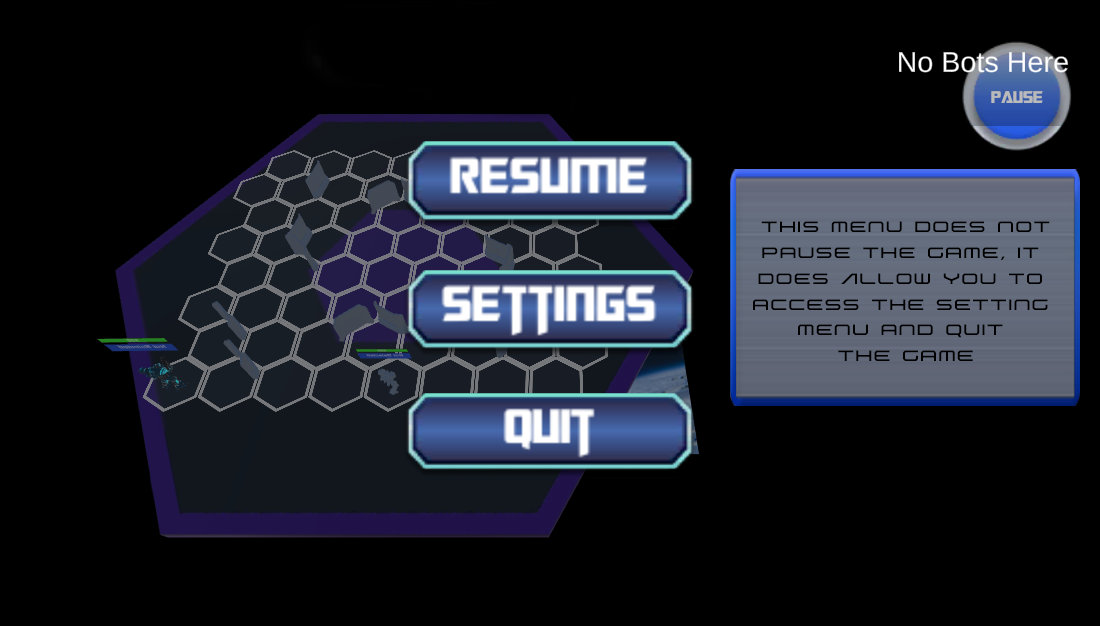 No Bots Here
PAUSE
RESUME
SETTINGS
QUIT
THIS MENU DOES NOT
PAUSE THE GAME, IT
DOES ALLOW YOU TO
ACCESS THE SETTING
MENU AND QUIT
THE GAME